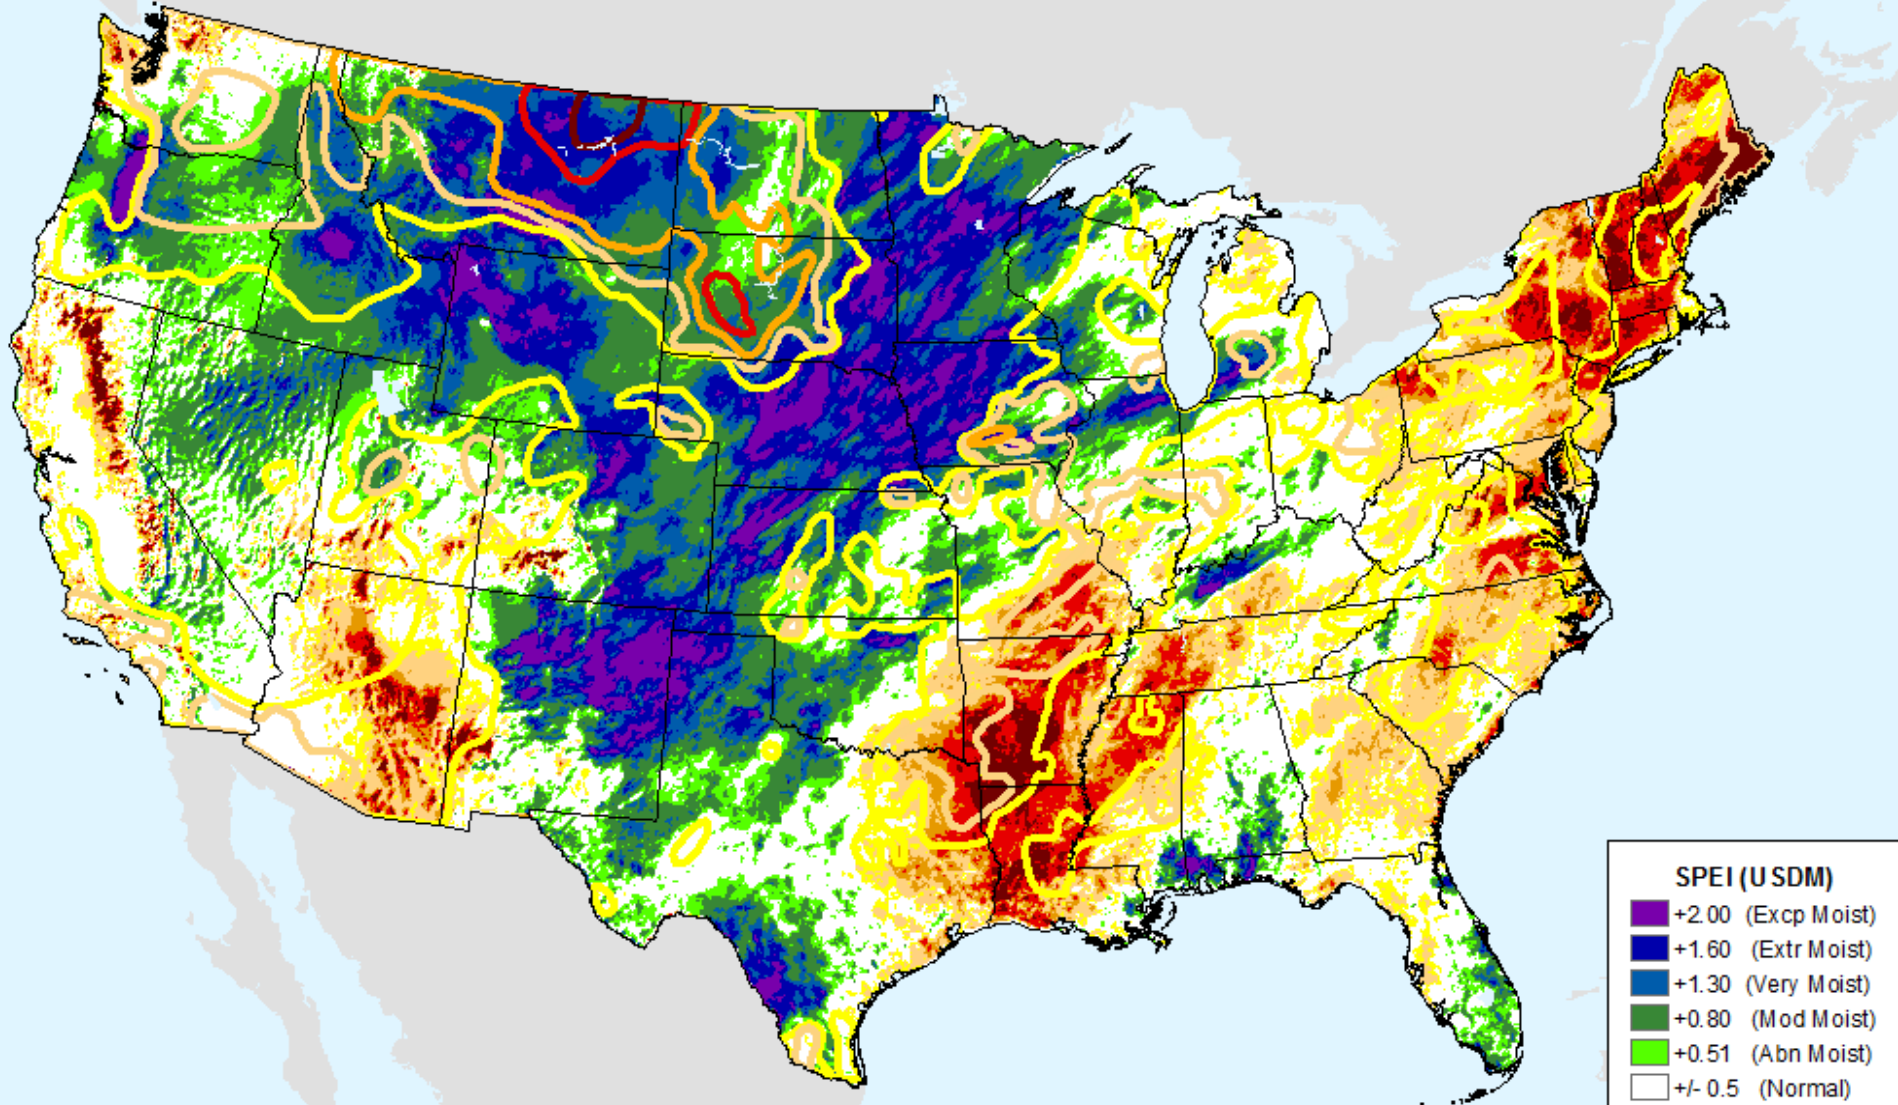 SPEI (USDM)
+2.00 (Excp Moist)
+1.60 (Extr Moist)
+1.30 (Very Moist)
+0.80 (Mod Moist)
+0.51 (Abn Moist)
+/- 0.5 (Normal)